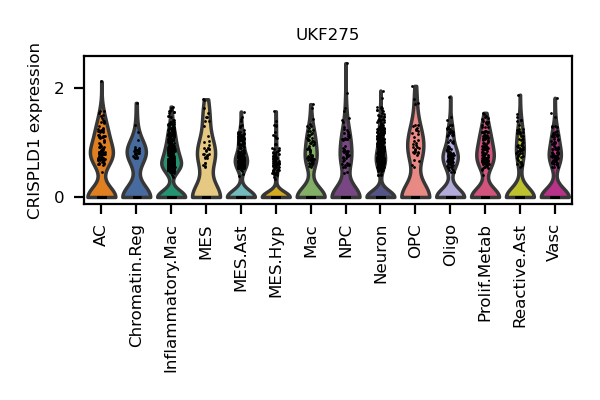 UKF275
CRISPLD1 expression
2
0
AC
Chromatin.Reg
Inflammatory.Mac
MES
MES.Ast
MES.Hyp
Mac
NPC
Neuron
OPC
Oligo
Prolif.Metab
Reactive.Ast
Vasc